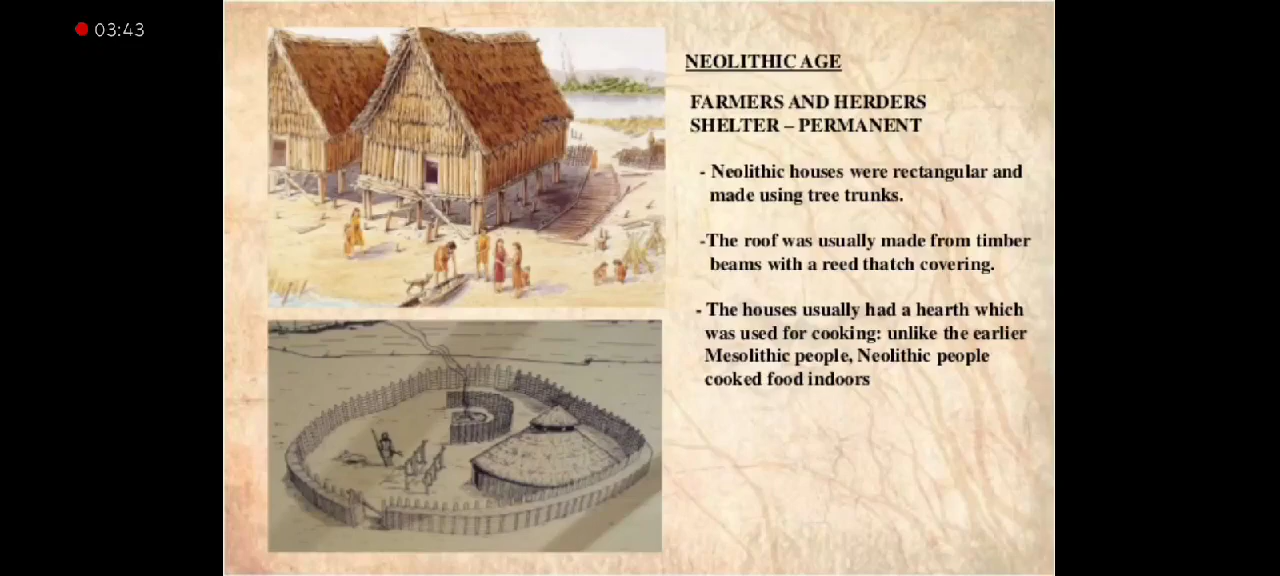 03:43
NEOLITHIC AGE
FARMERS AND HERDERS
SHELTER – PERMANENT
- Neolithic houses were rectangular and
made using tree trunks.
-The roof was usually made from timber
beams with a reed thatch covering.
- The houses usually had a hearth which
was used for cooking: unlike the earlier
Mesolithic people, Neolithic people
cooked food indoors